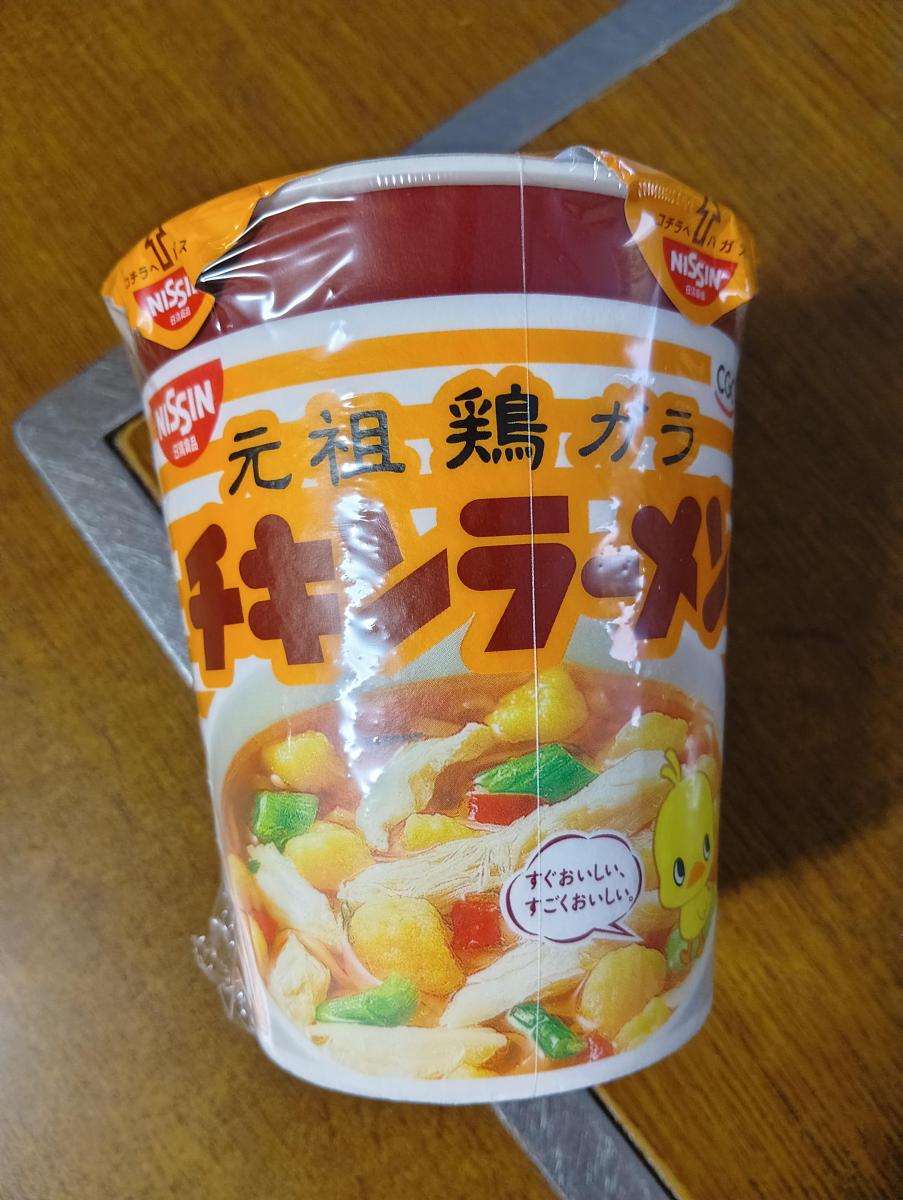 コチラヘ
NISSIN
日清食品
コチラヘハガス
NISSIN
日清食品
NISSIN
日清食品
元祖鶏ガラ
チキンラーメン
すぐおいしい、
すごくおいしい。